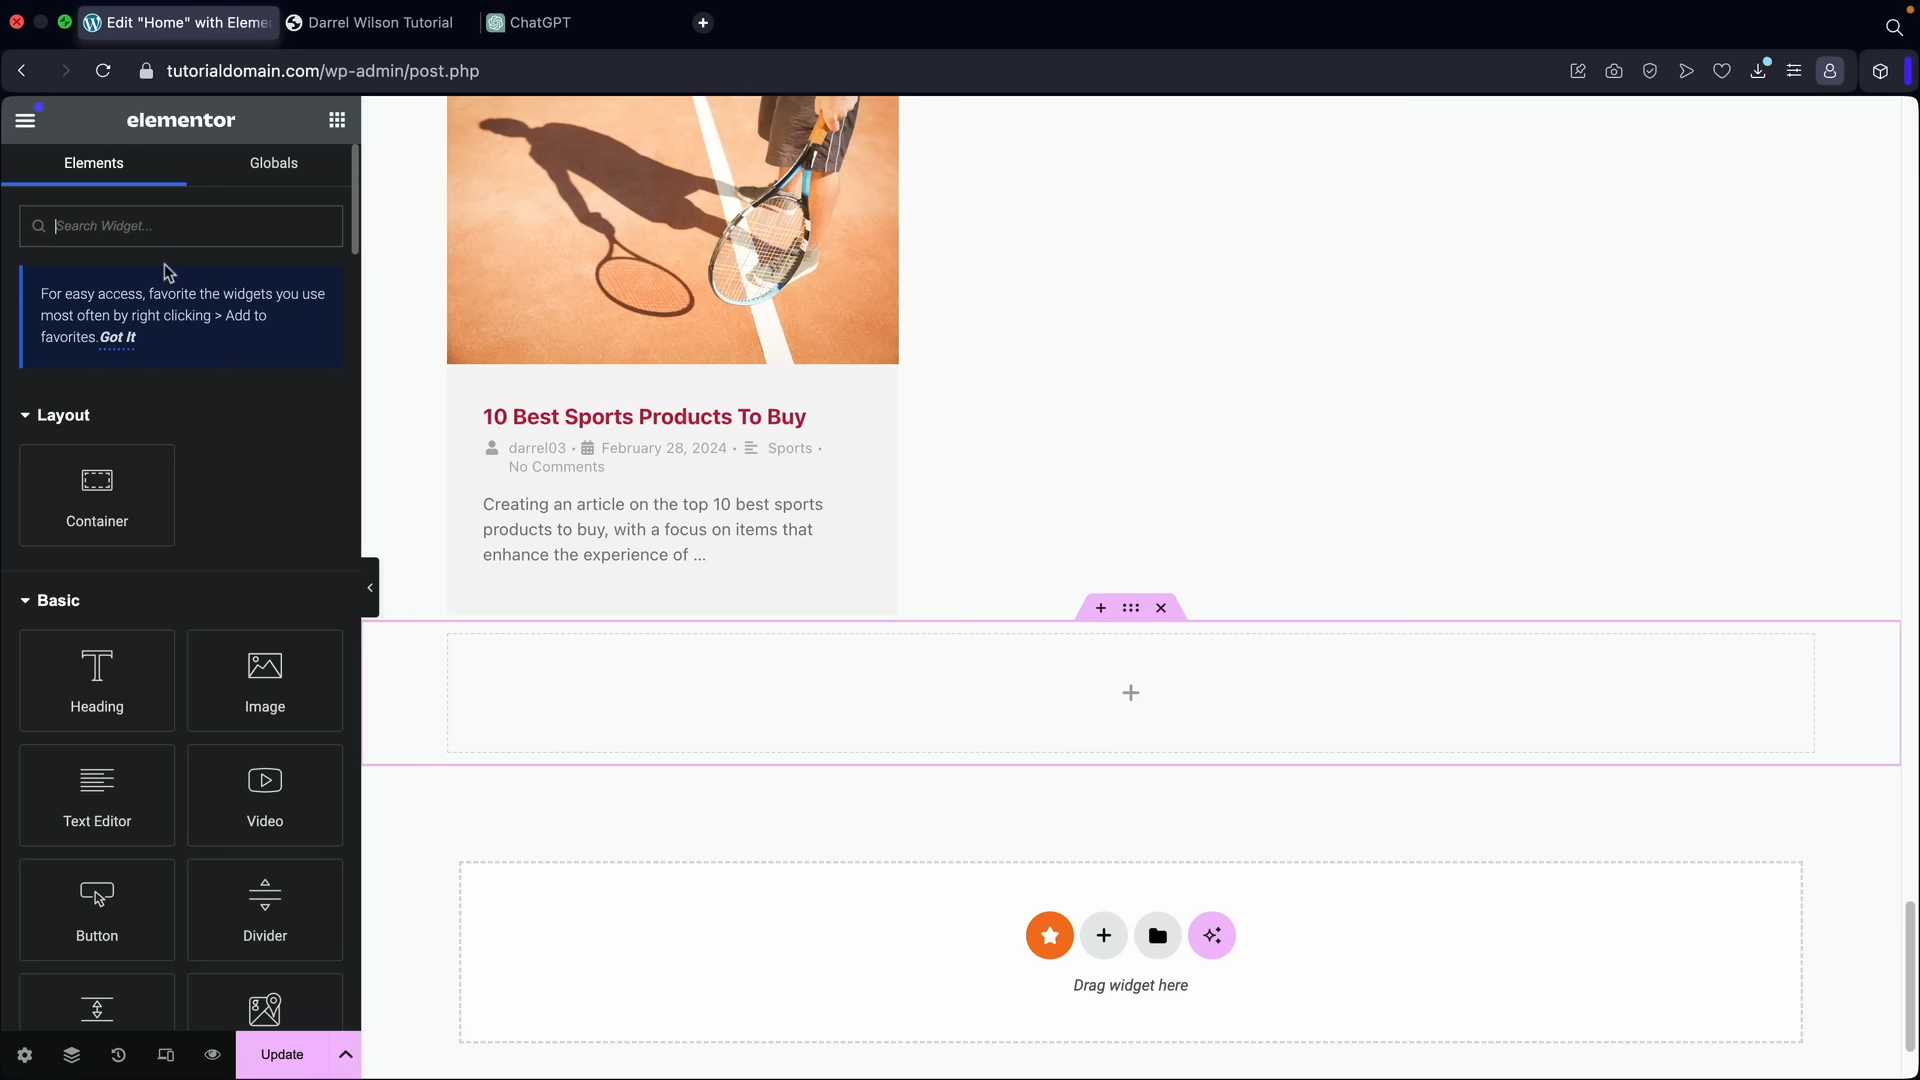 Edit "Home" with Eleme
Darrel Wilson Tutorial
ChatGPT
tutorialdomain.com/wp-admin/post.php
elementor
Elements
Globals
Search Widget...
For easy access, favorite the widgets you use
most often by right clicking > Add to
favorites. Got It
Layout
Container
Basic
Heading
Image
Text Editor
Video
Button
Divider
Update
10 Best Sports Products To Buy
darrel03 • February 28, 2024 • Sports •
No Comments
Creating an article on the top 10 best sports
products to buy, with a focus on items that
enhance the experience of ...
Drag widget here